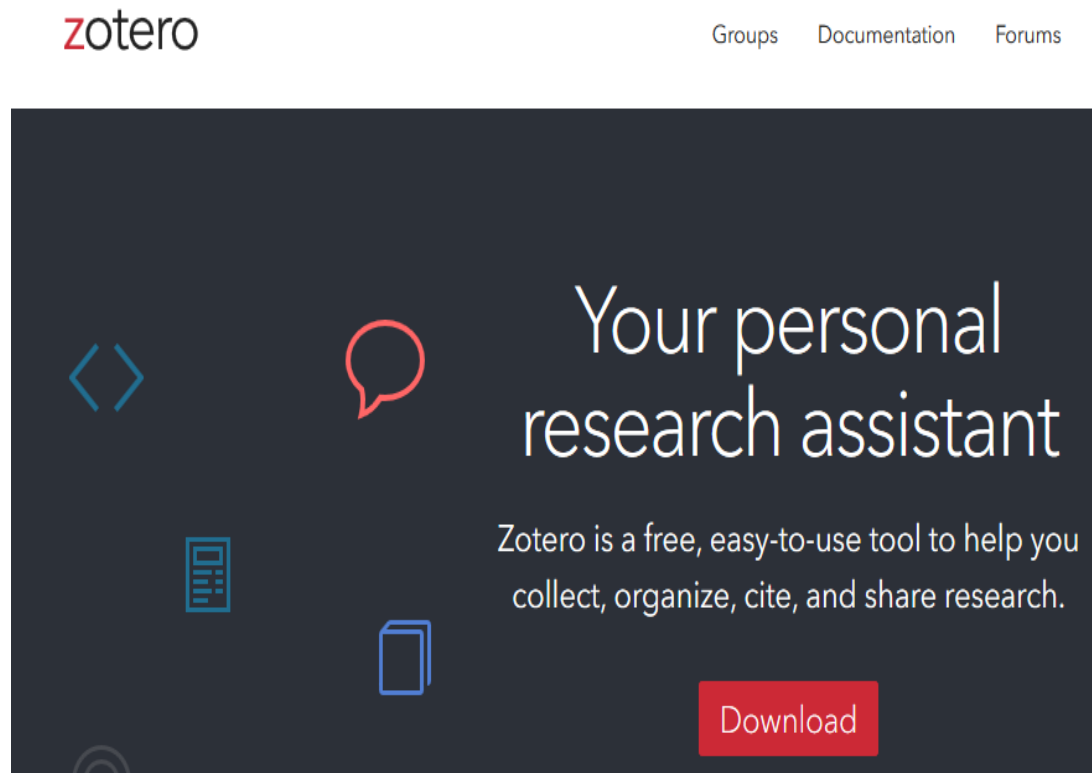 zotero
Groups Documentation Forums
Your personal
research assistant
Zotero is a free, easy-to-use tool to help you
collect, organize, cite, and share research.
Download